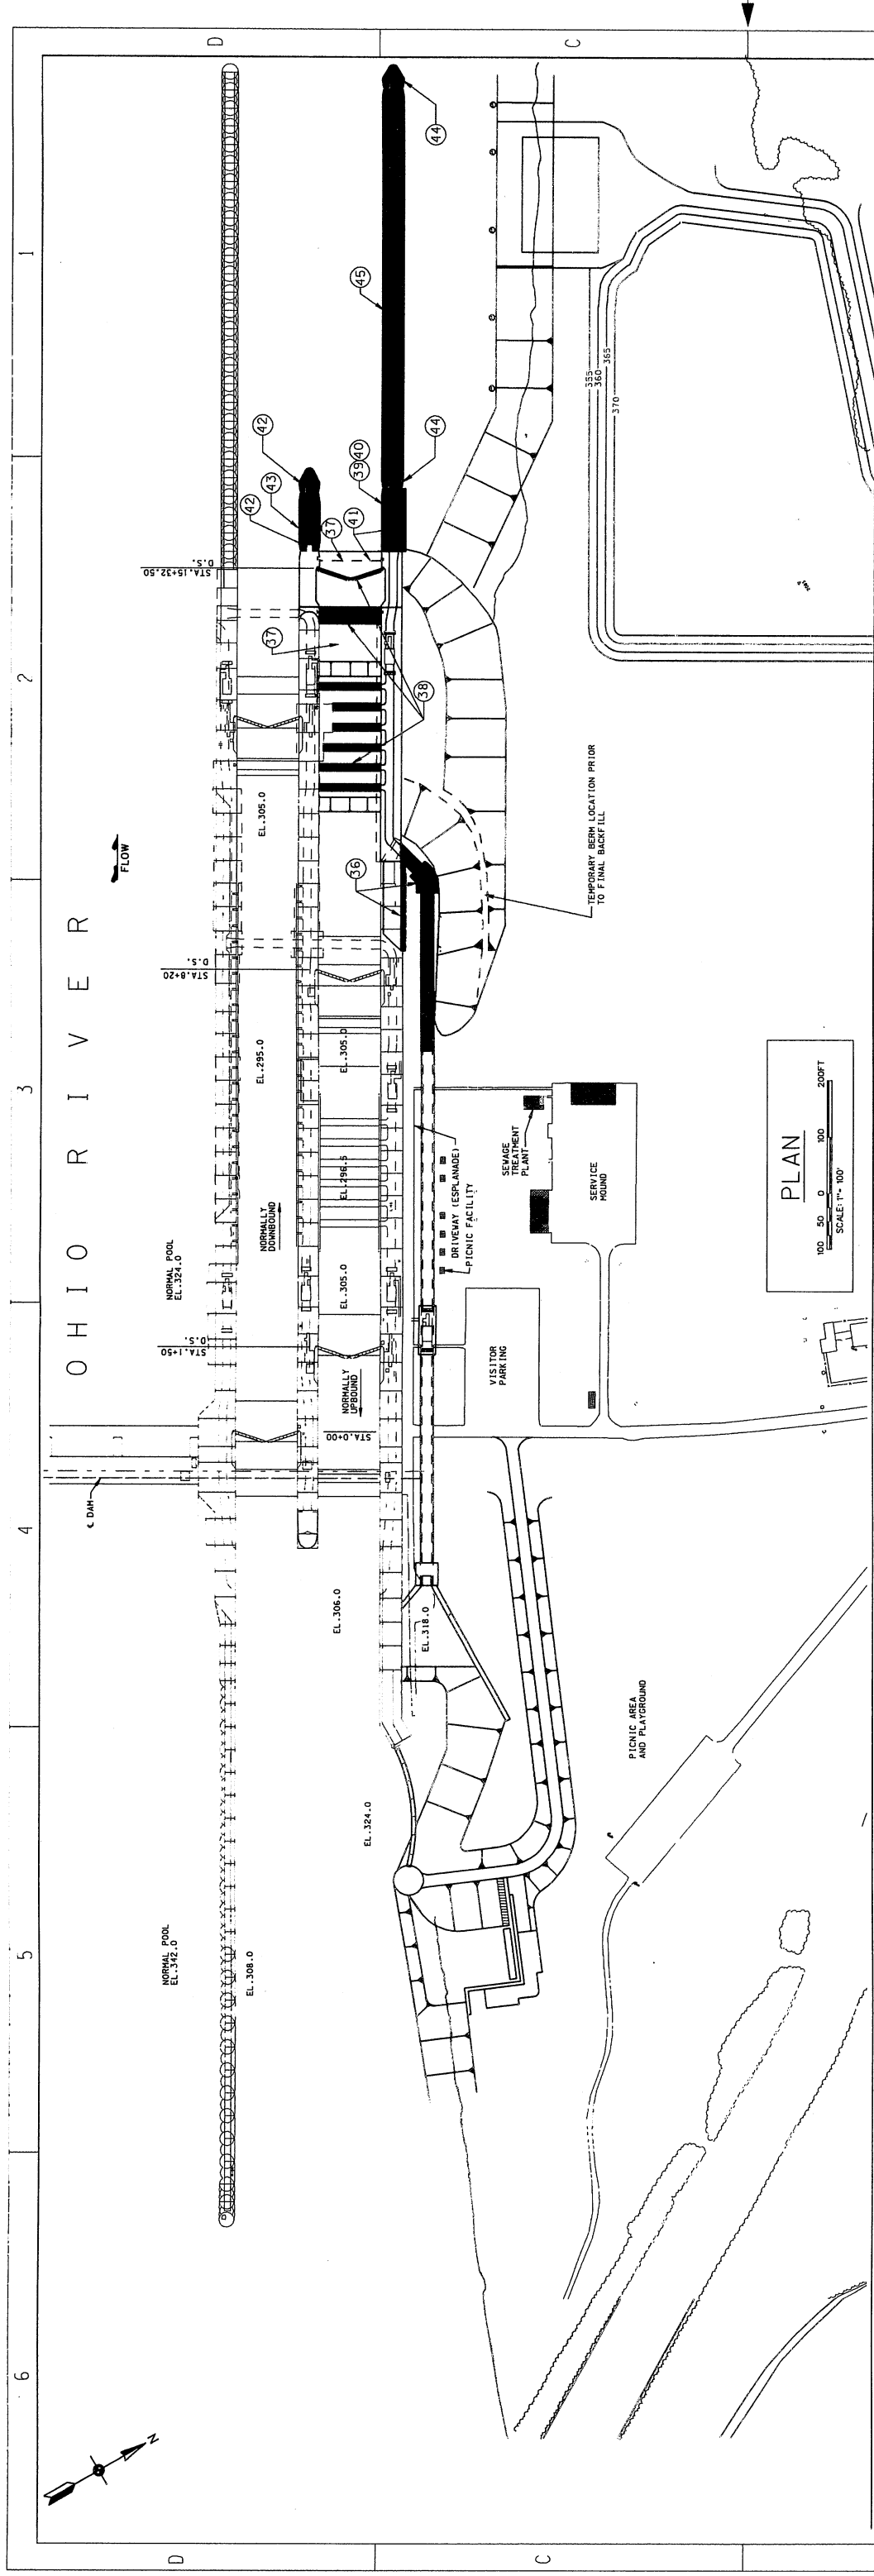 6
5
4
3
2
1
D
D
C
C
OHIO RIVER
FLOW
N
NORMAL POOL
EL.342.0
EL.308.0
EL.324.0
EL.306.0
EL.318.0
℄ DAM
NORMAL POOL
EL.324.0
STA.0+00
STA.1+50
D.S.
NORMALLY
UPBOUND
NORMALLY
DOWNBOUND
EL.305.0
EL.296.5
EL.305.0
EL.295.0
STA.8+20
D.S.
EL.305.0
STA.15+32.50
D.S.
36
37
38
37
41
39
40
42
43
42
44
45
44
TEMPORARY BERM LOCATION PRIOR
TO FINAL BACKFILL
355
360
365
370
DRIVEWAY (ESPLANADE)
PICNIC FACILITY
SEWAGE
TREATMENT
PLANT
SERVICE
MOUND
VISITOR
PARKING
PICNIC AREA
AND PLAYGROUND
PLAN
100 50 0 100 200FT
SCALE: 1"= 100'